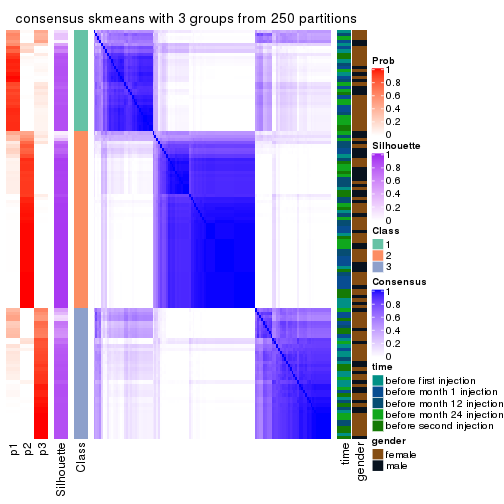 consensus skmeans with 3 groups from 250 partitions
Prob
1
0.8
0.6
0.4
0.2
0
Silhouette
1
0.8
0.6
0.4
0.2
0
Class
1
2
3
Consensus
1
0.8
0.6
0.4
0.2
0
time
before first injection
before month 1 injection
before month 12 injection
before month 24 injection
before second injection
gender
female
male
p1
p2
p3
Silhouette
Class
time
gender